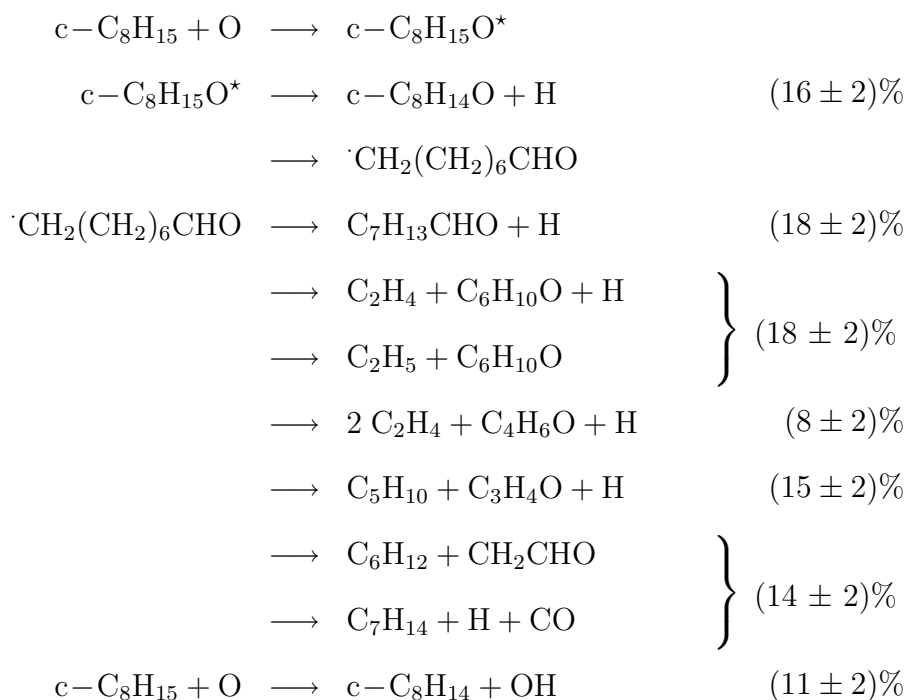 c−C₈H₁₅ + O ⟶ c−C₈H₁₅O⋆
c−C₈H₁₅O⋆ ⟶ c−C₈H₁₄O + H (16 ± 2)%
⟶ ·CH₂(CH₂)₆CHO
·CH₂(CH₂)₆CHO ⟶ C₇H₁₃CHO + H (18 ± 2)%
⟶ C₂H₄ + C₆H₁₀O + H
⟶ C₂H₅ + C₆H₁₀O } (18 ± 2)%
⟶ 2 C₂H₄ + C₄H₆O + H (8 ± 2)%
⟶ C₅H₁₀ + C₃H₄O + H (15 ± 2)%
⟶ C₆H₁₂ + CH₂CHO
⟶ C₇H₁₄ + H + CO } (14 ± 2)%
c−C₈H₁₅ + O ⟶ c−C₈H₁₄ + OH (11 ± 2)%